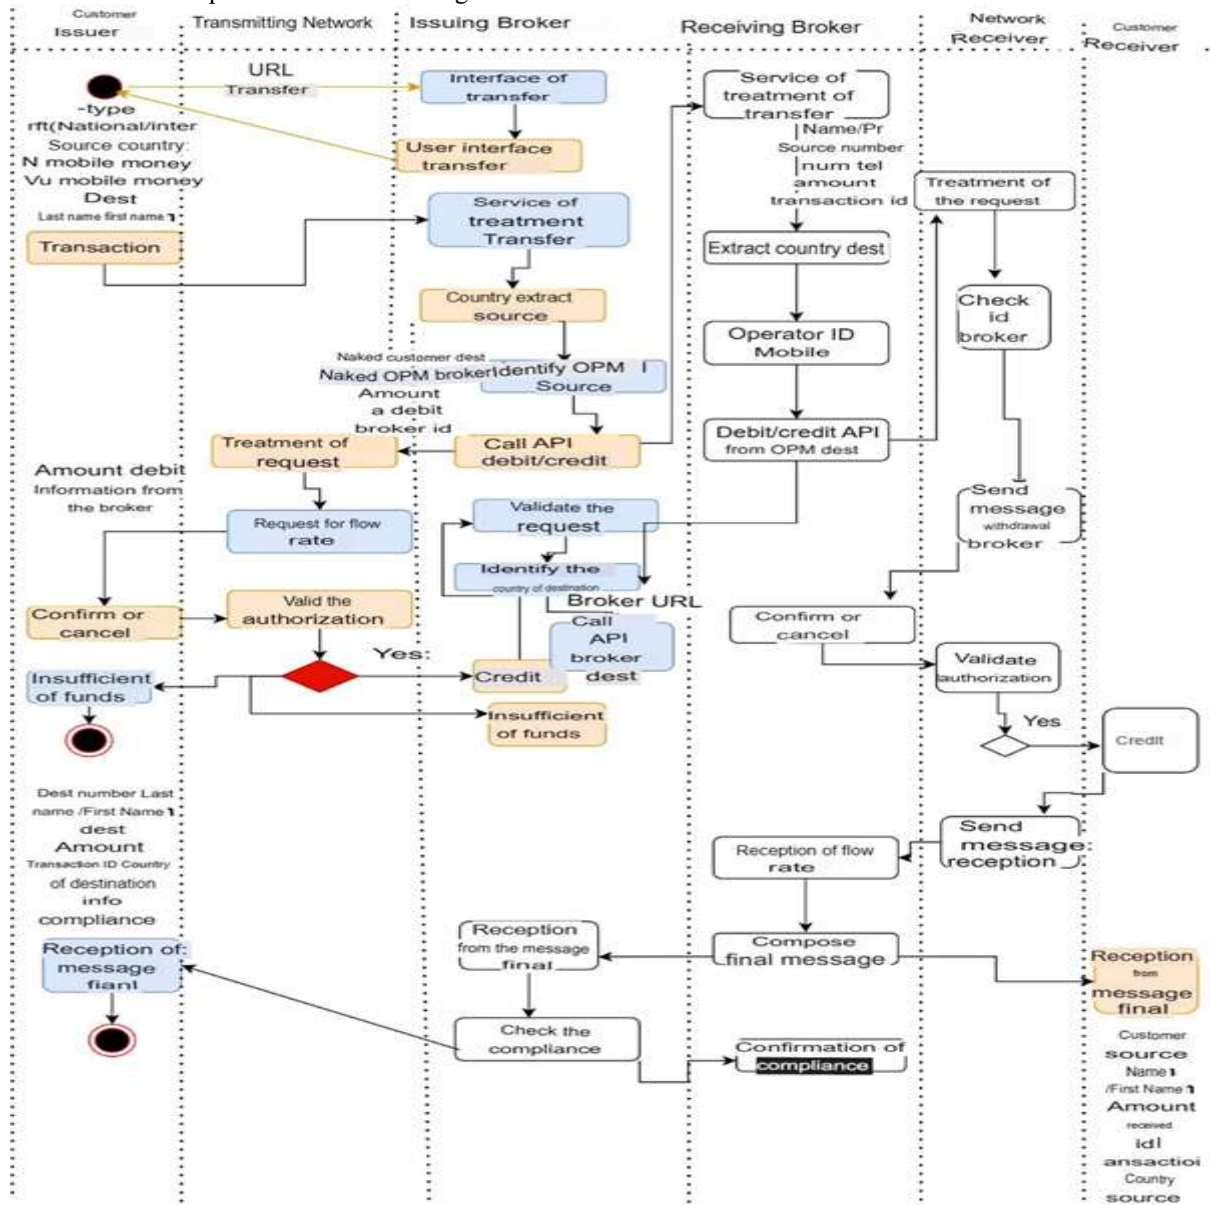 Customer
Issuer
Transmitting Network
Issuing Broker
Receiving Broker
Network
Receiver
Customer
Receiver
URL
Transfer
-type
rft(National/inter
Source country:
N mobile money
Vu mobile money
Dest
Last name first name
Transaction
Interface of
transfer
User interface
transfer
Service of
treatment
Transfer
Country extract
source
Naked customer dest
Naked OPM broker
Amount
a debit
broker id
Identify OPM
Source
Call API
debit/credit
Treatment of
request
Request for flow
rate
Amount debit
Information from
the broker
Confirm or
cancel
Valid the
authorization
Yes:
Insufficient
of funds
Validate the
request
Identify the
country of destination
Broker URL
Call
API
broker
dest
Credit
Insufficient
of funds
Service of
treatment of
transfer
Name/Pr
Source number
num tel
amount
transaction id
Extract country dest
Operator ID
Mobile
Debit/credit API
from OPM dest
Treatment of
the request
Check
id
broker
Send
message
withdrawal
broker
Confirm or
cancel
Validate
authorization
Yes
Credit
Send
message:
reception
Reception of flow
rate
Compose
final message
Reception
from the message
final
Check the
compliance
Confirmation of
compliance
Dest number Last
name /First Name
dest
Amount
Transaction ID Country
of destination
info
compliance
Reception of:
message
fianl
Reception
from
message
final
Customer
source
Name
/First Name
Amount
received
id
ansactioi
Country
source